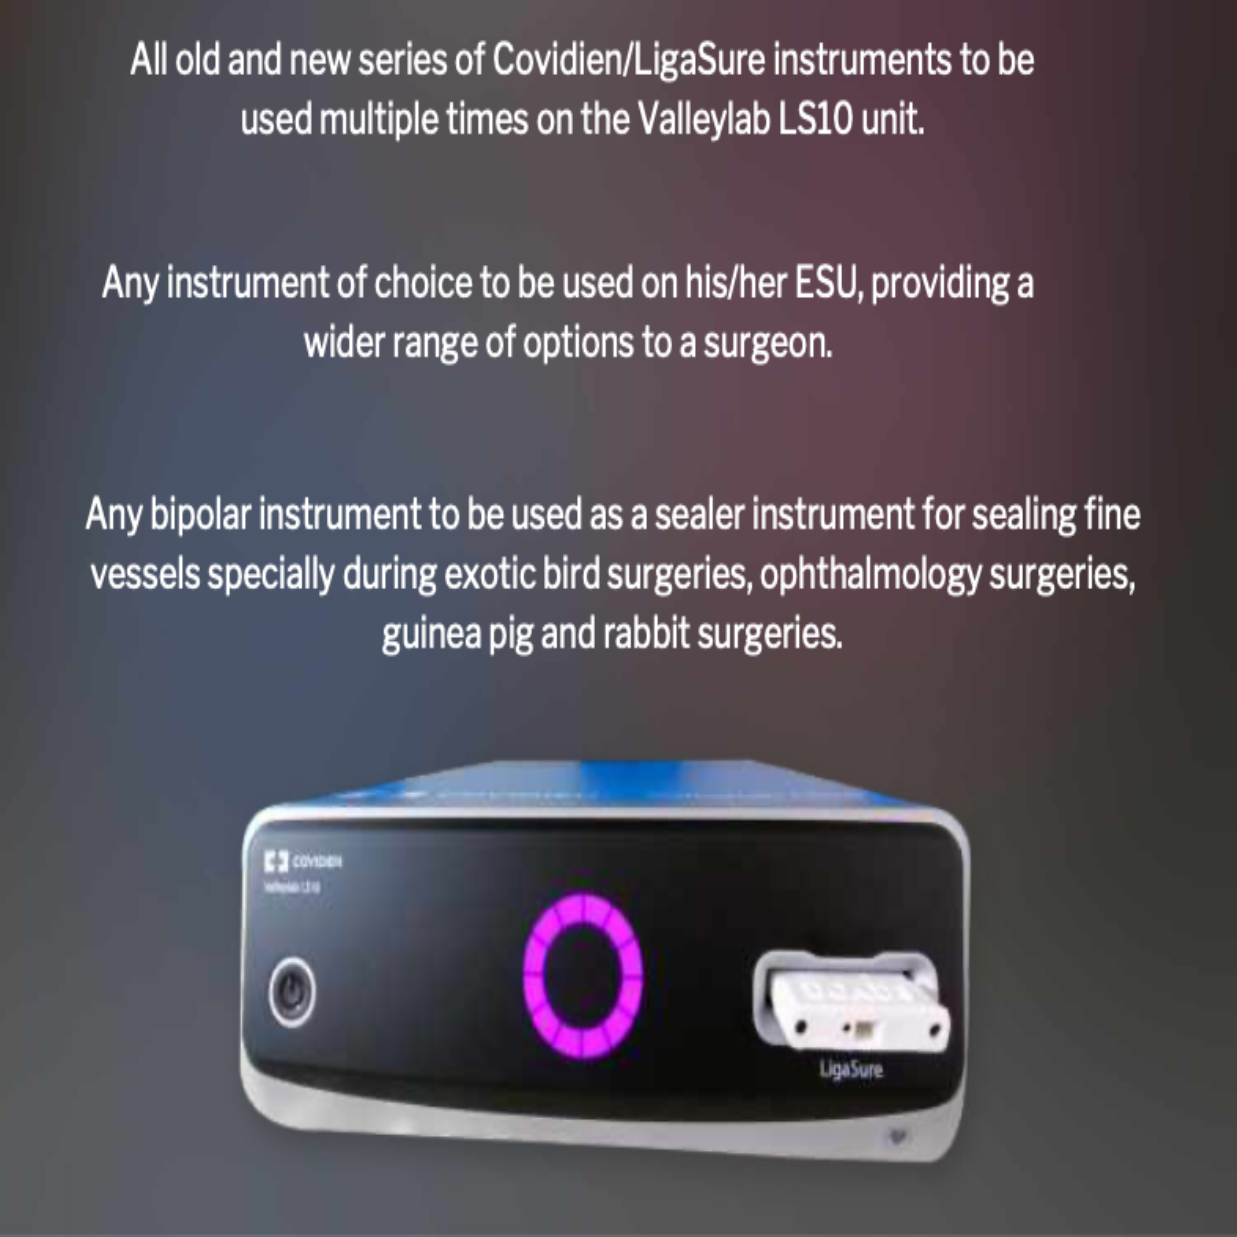 All old and new series of Covidien/LigaSure instruments to be
used multiple times on the Valleylab LS10 unit.
Any instrument of choice to be used on his/her ESU, providing a
wider range of options to a surgeon.
Any bipolar instrument to be used as a sealer instrument for sealing fine
vessels specially during exotic bird surgeries, ophthalmology surgeries,
guinea pig and rabbit surgeries.
COVIDIEN
Valleylab LS10
LigaSure